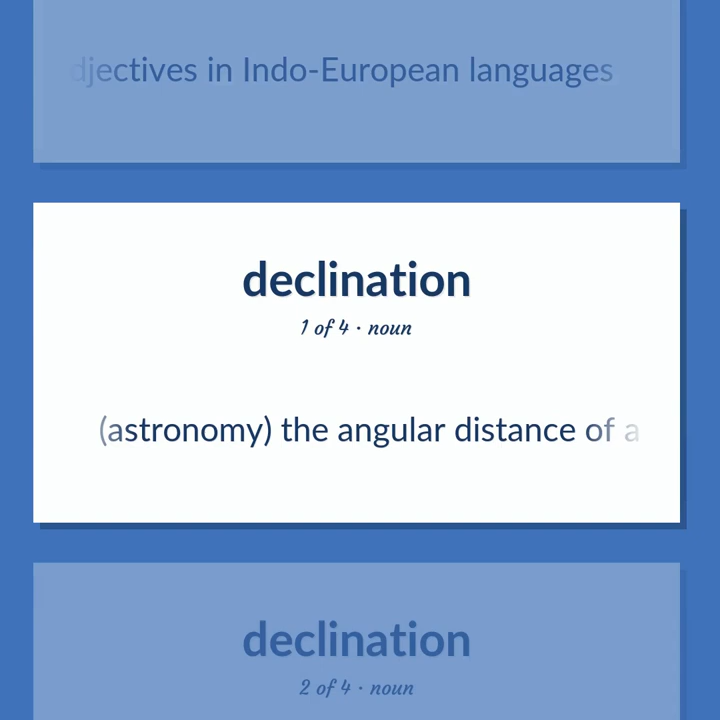 djectives in Indo-European languages
declination
1 of 4 · noun
(astronomy) the angular distance of a
declination
2 of 4 · noun